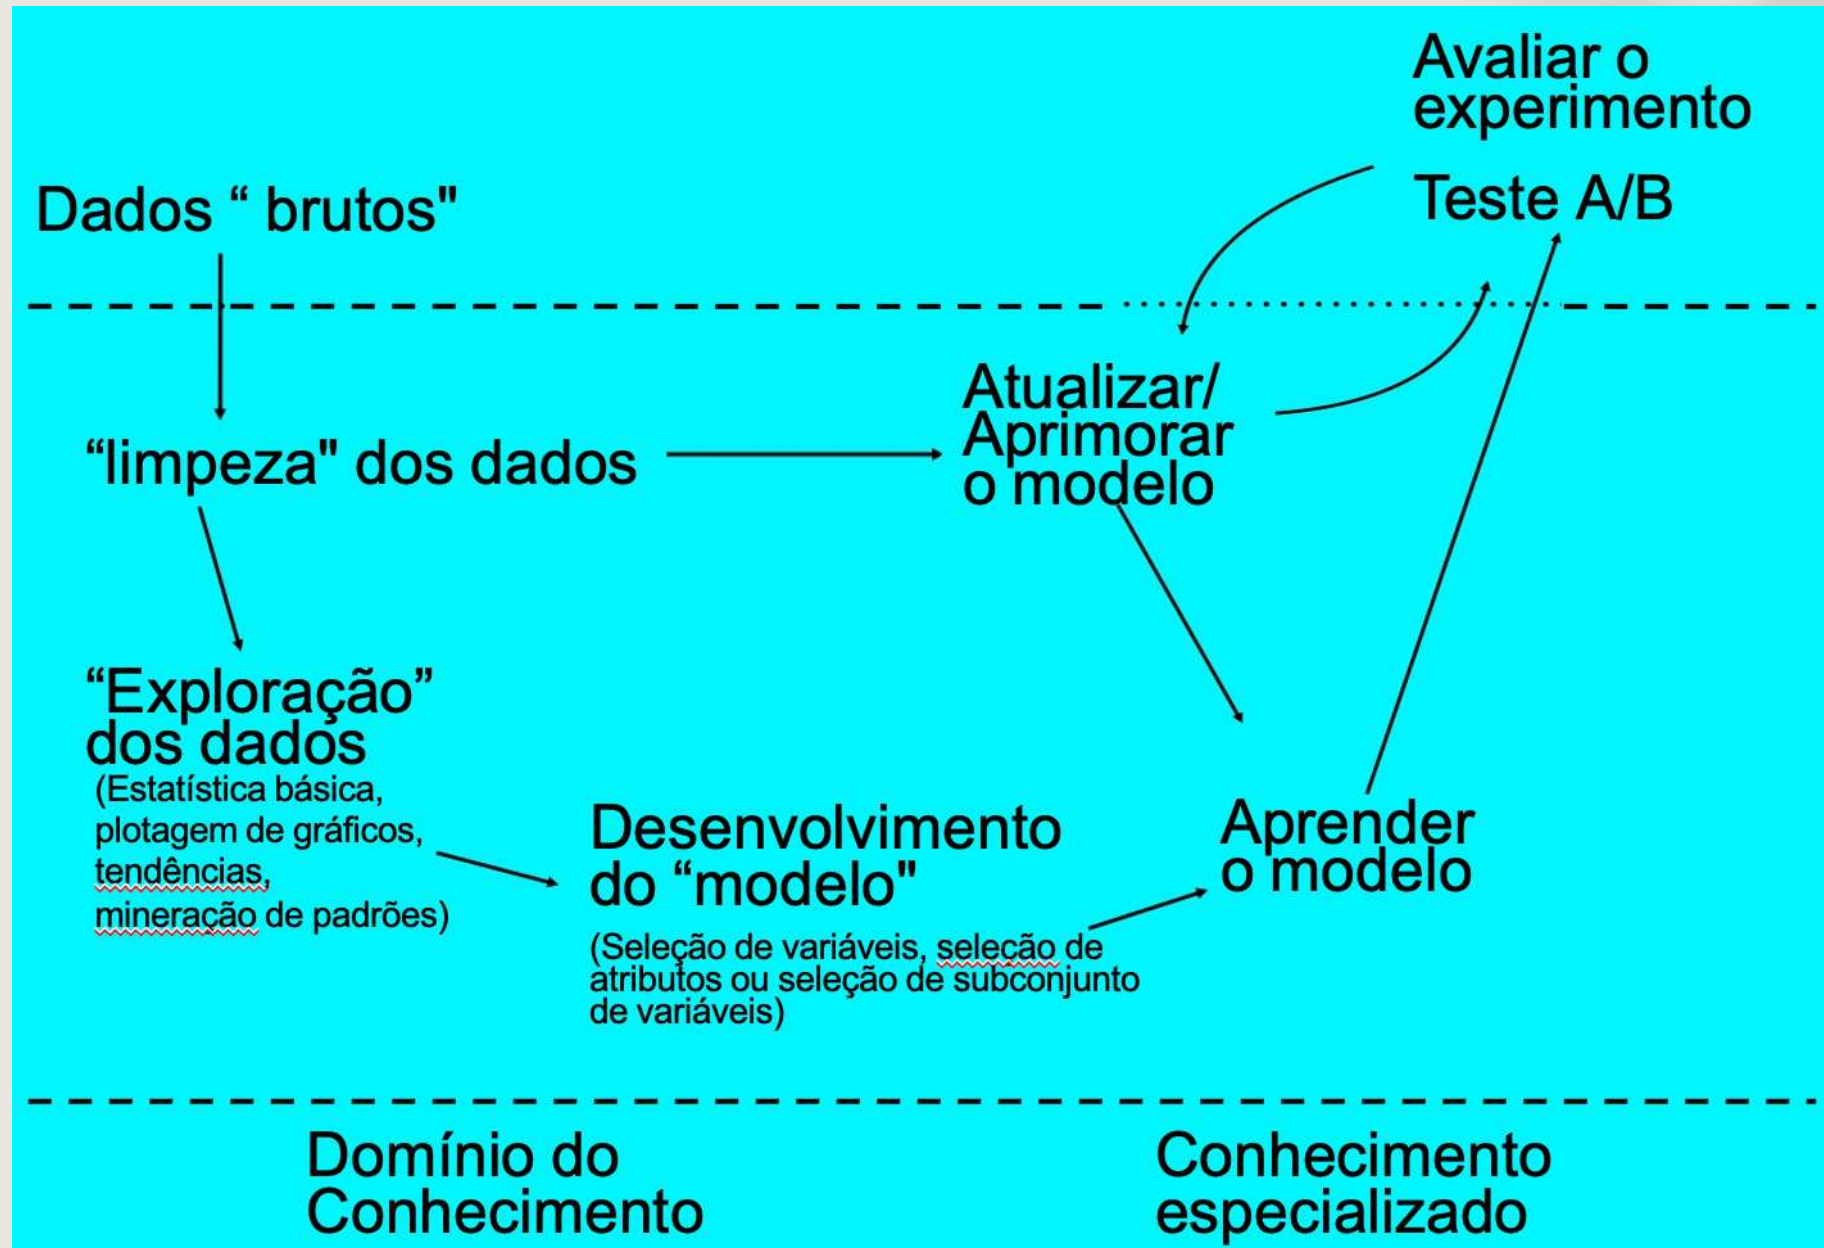 Avaliar o
experimento
Teste A/B
Dados “ brutos"
“limpeza" dos dados
Atualizar/
Aprimorar
o modelo
“Exploração”
dos dados
(Estatística básica,
plotagem de gráficos,
tendências,
mineração de padrões)
Desenvolvimento
do “modelo"
(Seleção de variáveis, seleção de
atributos ou seleção de subconjunto
de variáveis)
Aprender
o modelo
Domínio do
Conhecimento
Conhecimento
especializado